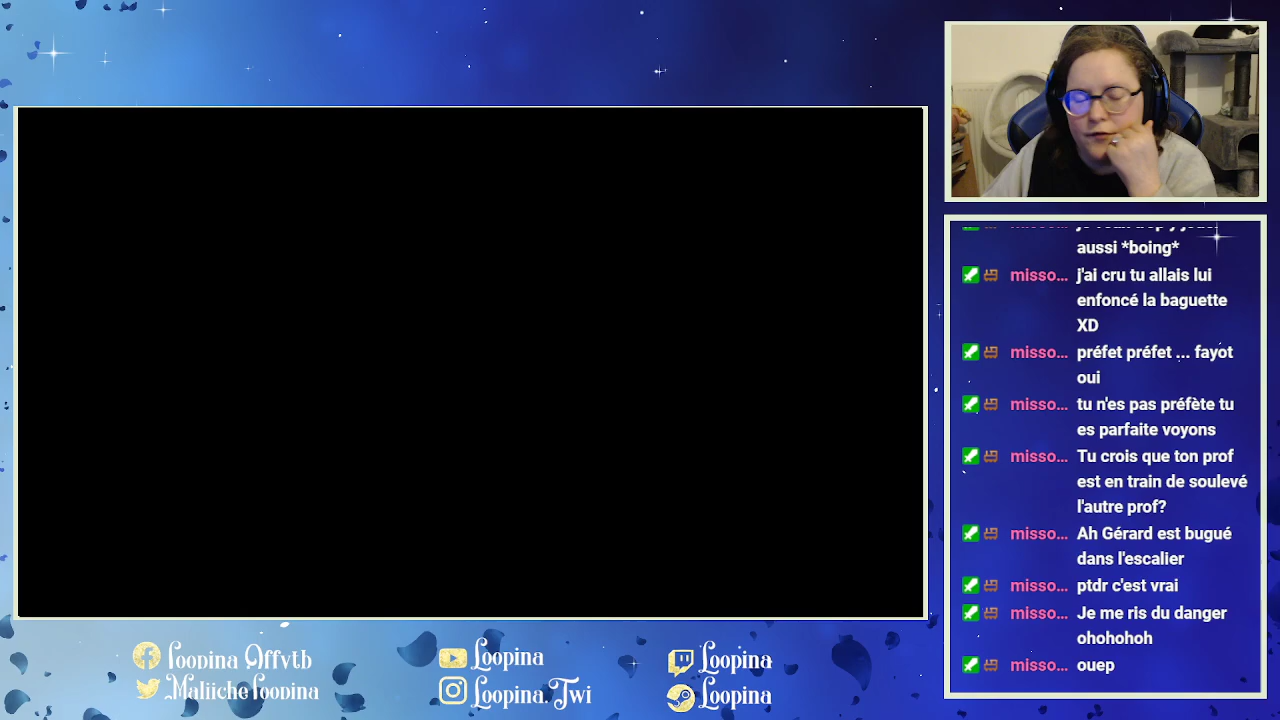 aussi *boing*
misso... j'ai cru tu allais lui
enfoncé la baguette
XD
misso... préfet préfet ... fayot
oui
misso... tu n'es pas préfète tu
es parfaite voyons
misso... Tu crois que ton prof
est en train de soulevé
l'autre prof?
misso... Ah Gérard est bugué
dans l'escalier
misso... ptdr c'est vrai
misso... Je me ris du danger
ohohohoh
misso... ouep
Loopina Offytb
MaliicheLoopina
Loopina
Loopina.Twi
Loopina
Loopina